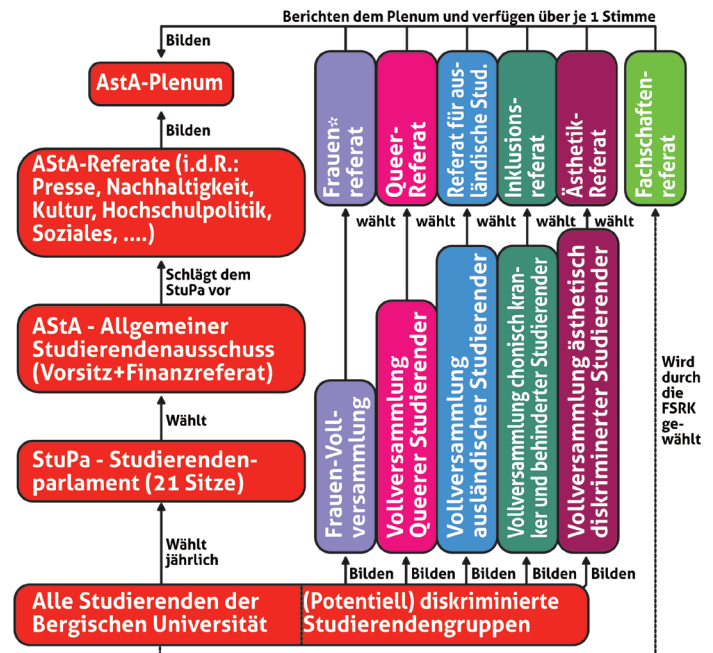 Berichten dem Plenum und verfügen über je 1 Stimme
Bilden
AstA-Plenum
Bilden
AStA-Referate (i.d.R.:
Presse, Nachhaltigkeit,
Kultur, Hochschulpolitik,
Soziales, ....)
Schlägt dem
StuPa vor
AStA - Allgemeiner
Studierendenausschuss
(Vorsitz+Finanzreferat)
Wählt
StuPa - Studierenden-
parlament (21 Sitze)
Wählt
jährlich
Alle Studierenden der
Bergischen Universität
(Potentiell) diskriminierte
Studierendengruppen
Frauen*
referat
Queer-
Referat
Referat für aus-
ländische Stud.
Inklusions-
referat
Ästhetik-
Referat
Fachschaften-
referat
wählt
wählt
wählt
wählt
wählt
Frauen-Voll-
versammlung
Vollversammlung
Queerer Studierender
Vollversammlung
ausländischer Studierender
Vollversammlung chonisch kran-
ker und behinderter Studierender
Vollversammlung ästhetisch
diskriminerter Studierender
Bilden
Bilden
Bilden
Bilden
Bilden
Wird
durch
die
FSRK
ge-
wählt